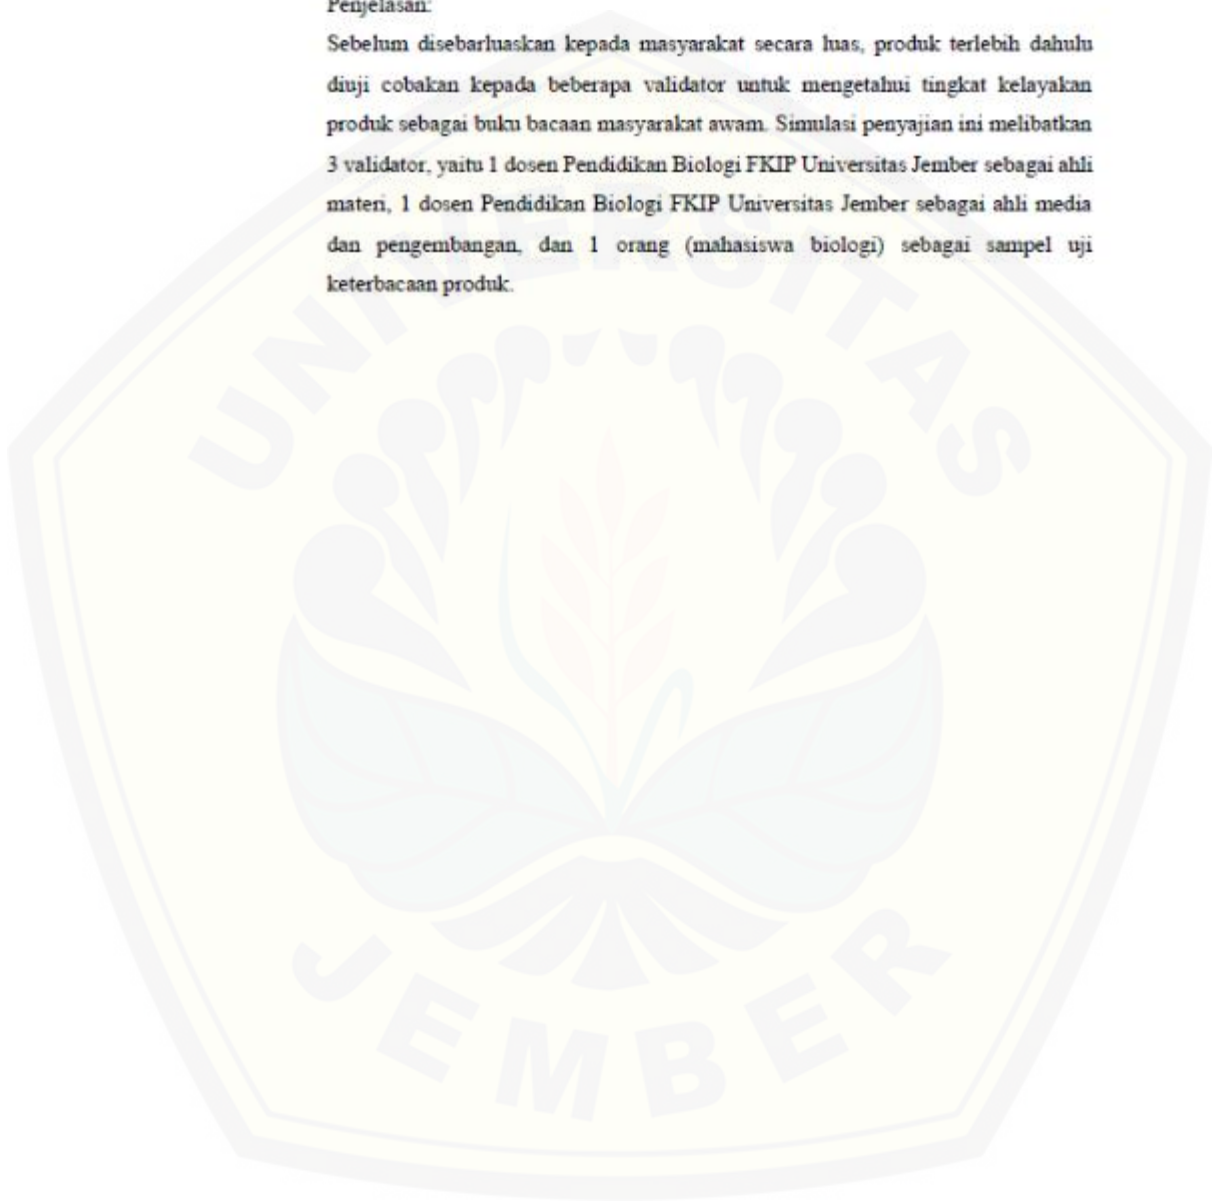 Penjelasan:
Sebelum disebarluaskan kepada masyarakat secara luas, produk terlebih dahulu
diuji cobakan kepada beberapa validator untuk mengetahui tingkat kelayakan
produk sebagai buku bacaan masyarakat awam. Simulasi penyajian ini melibatkan
3 validator, yaitu 1 dosen Pendidikan Biologi FKIP Universitas Jember sebagai ahli
materi, 1 dosen Pendidikan Biologi FKIP Universitas Jember sebagai ahli media
dan pengembangan, dan 1 orang (mahasiswa biologi) sebagai sampel uji
keterbacaan produk.
UNIVERSITAS
JEMBER